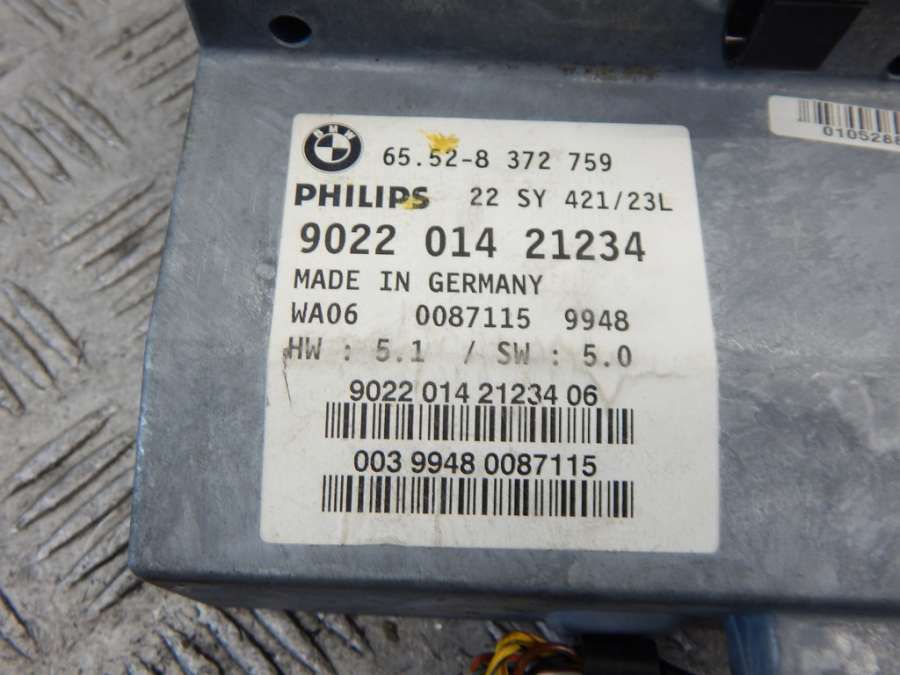 BMW
65.52-8 372 759
PHILIPS 22 SY 421/23L
9022 014 21234
MADE IN GERMANY
WA06 0087115 9948
HW : 5.1 / SW : 5.0
9022 014 21234 06
003 9948 0087115